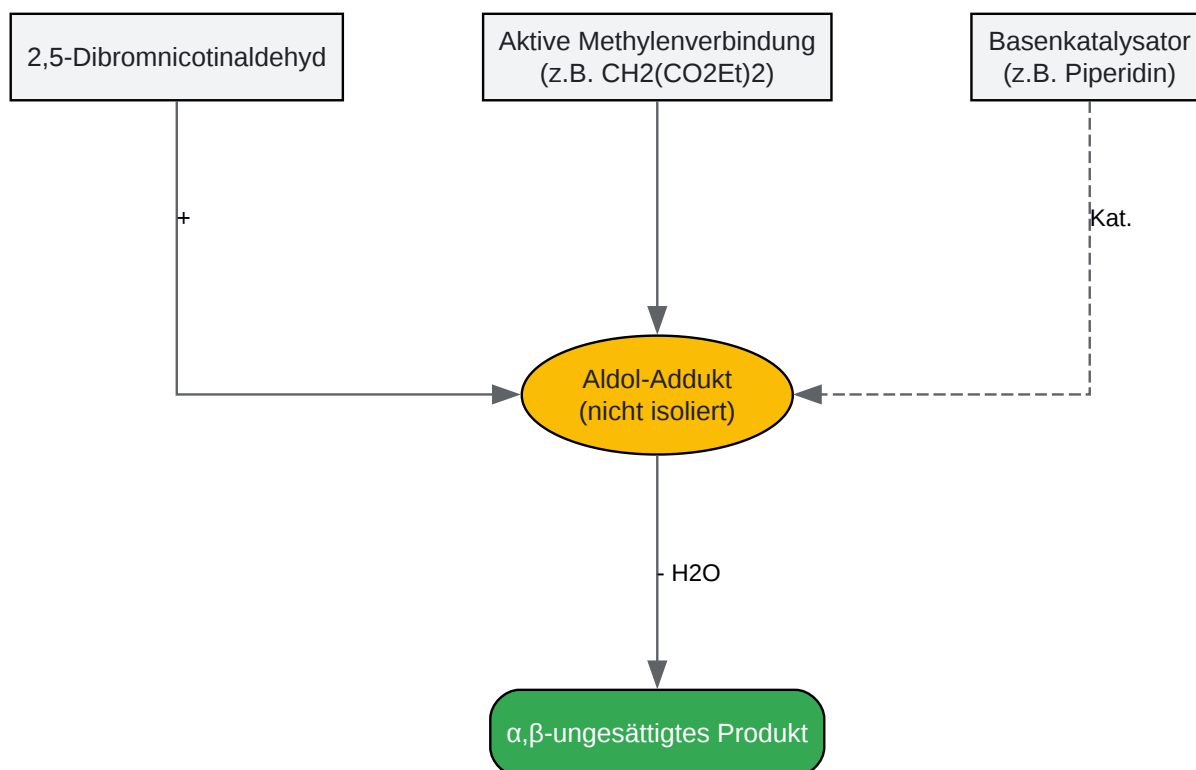 2,5-Dibromnicotinaldehyd
Aktive Methylenverbindung
(z.B. CH2(CO2Et)2)
Basenkatalysator
(z.B. Piperidin)
+
Kat.
Aldol-Addukt
(nicht isoliert)
- H2O
α,β-ungesättigtes Produkt